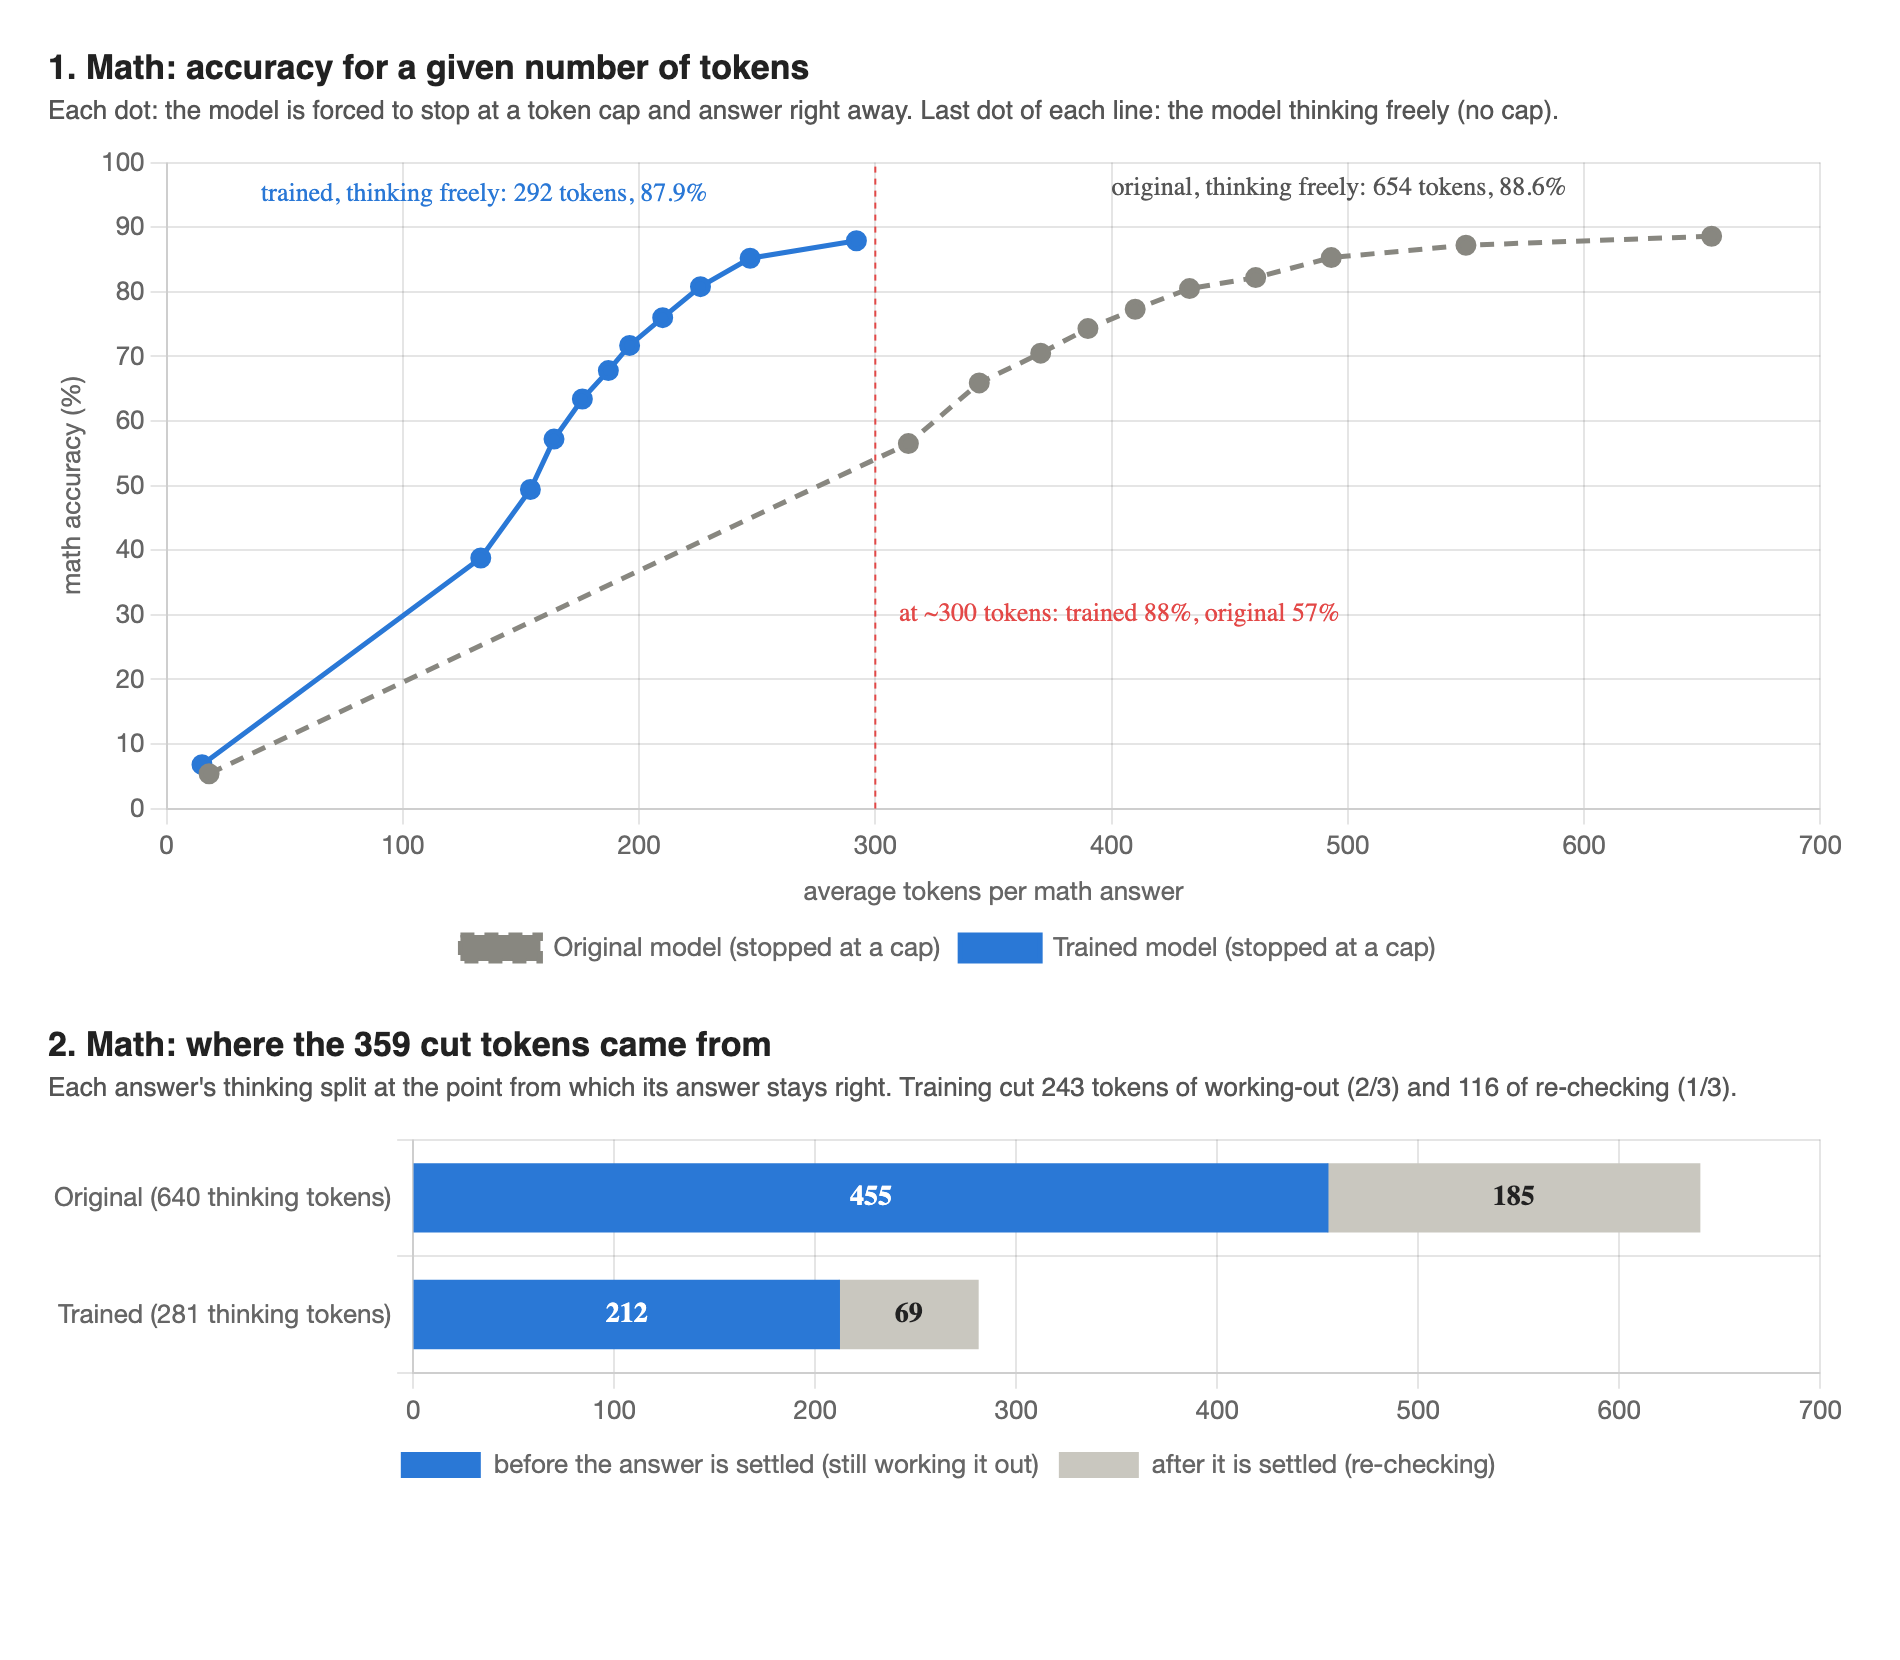 1. Math: accuracy for a given number of tokens
Each dot: the model is forced to stop at a token cap and answer right away. Last dot of each line: the model thinking freely (no cap).
100
trained, thinking freely: 292 tokens, 87.9%
original, thinking freely: 654 tokens, 88.6%
90
80
70
60
50
40
30
20
10
0
math accuracy (%)
at ~300 tokens: trained 88%, original 57%
0 100 200 300 400 500 600 700
average tokens per math answer
Original model (stopped at a cap) Trained model (stopped at a cap)
2. Math: where the 359 cut tokens came from
Each answer's thinking split at the point from which its answer stays right. Training cut 243 tokens of working-out (2/3) and 116 of re-checking (1/3).
Original (640 thinking tokens) 455 185
Trained (281 thinking tokens) 212 69
0 100 200 300 400 500 600 700
before the answer is settled (still working it out) after it is settled (re-checking)